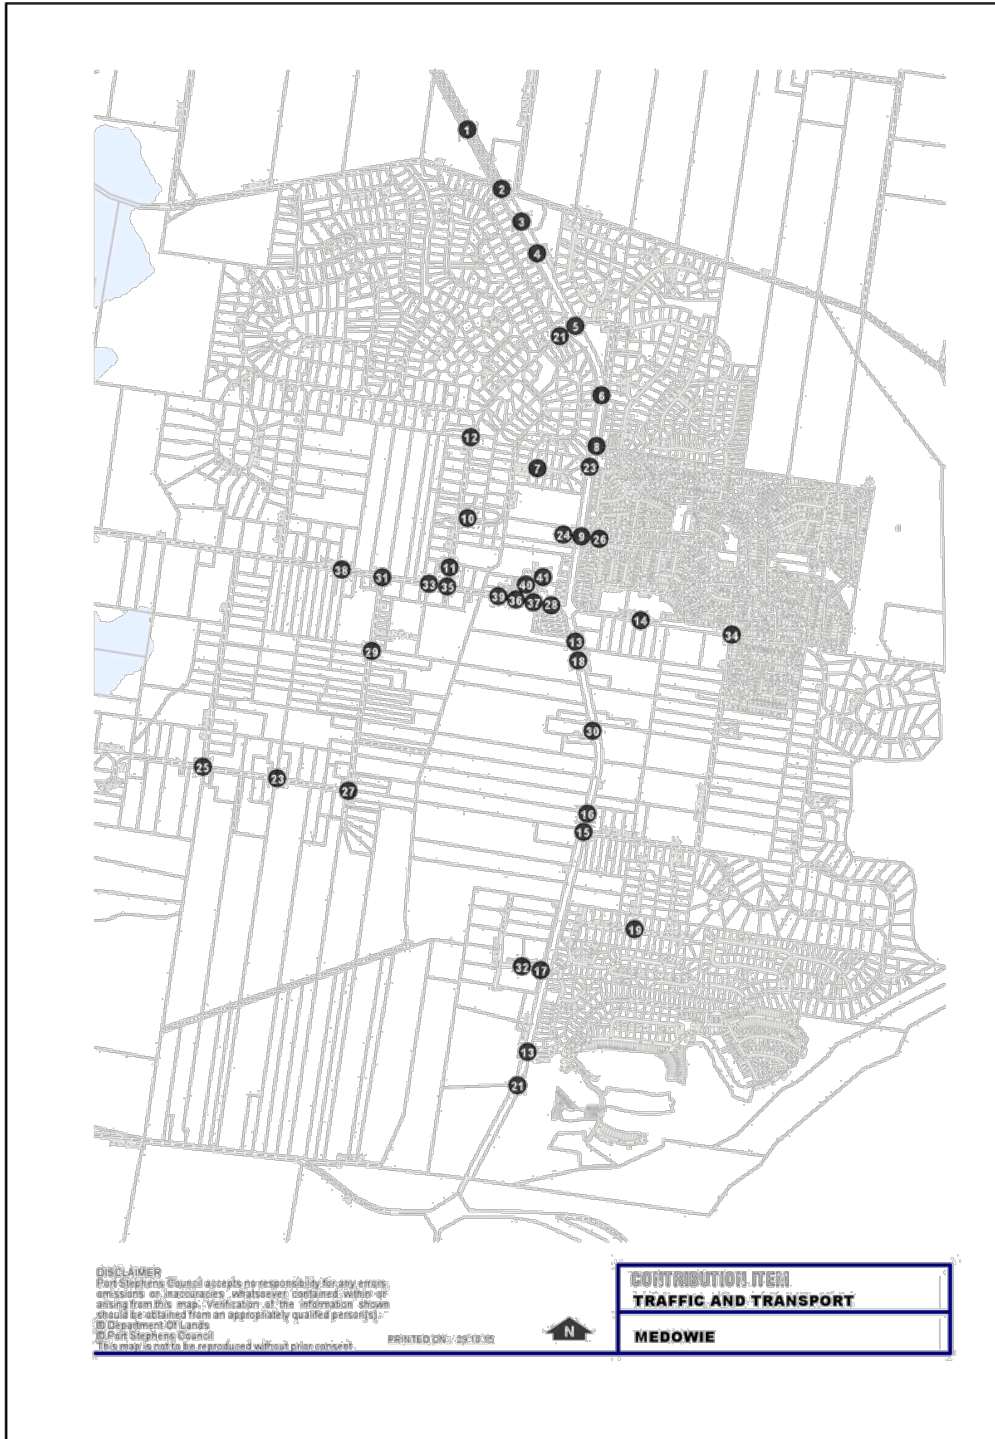 1
2
3
4
5
21
6
12
8
7
23
10
24 9 26
11
38 31 33 35 41
40
39 36 37 28
14
13 34
29 18
30
25 23 27
16
15
19
32 17
13
21
DISCLAIMER
Port Stephens Council accepts no responsibility for any errors,
omissions or inaccuracies whatsoever contained within or
arising from this map. Verification of the information shown
should be obtained from an appropriately qualified person(s).
© Department Of Lands
© Port Stephens Council
This map is not to be reproduced without prior consent
PRINTED ON : 29.10.15
N
CONTRIBUTION ITEM
TRAFFIC AND TRANSPORT
MEDOWIE